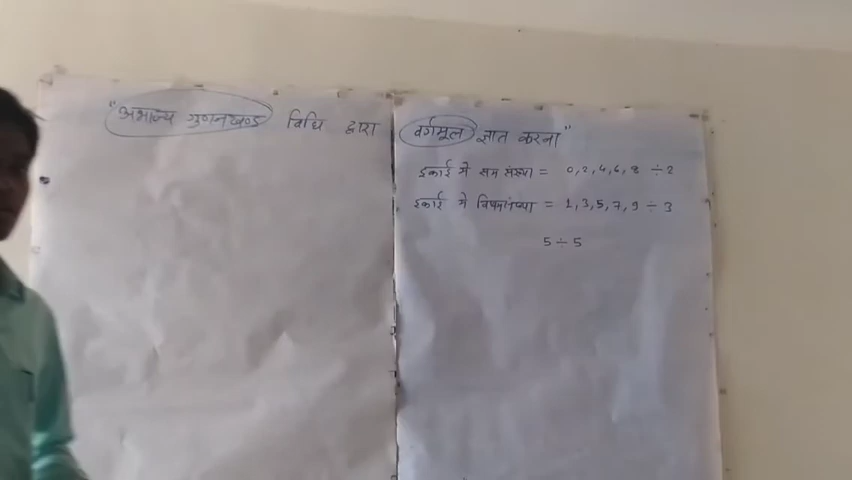 "अभाज्य गुणनखण्ड विधि द्वारा वर्गमूल ज्ञात करना"
इकाई मे सम संख्या = 0, 2, 4, 6, 8 ÷ 2
इकाई मे विषम संख्या = 1, 3, 5, 7, 9 ÷ 3
5 ÷ 5